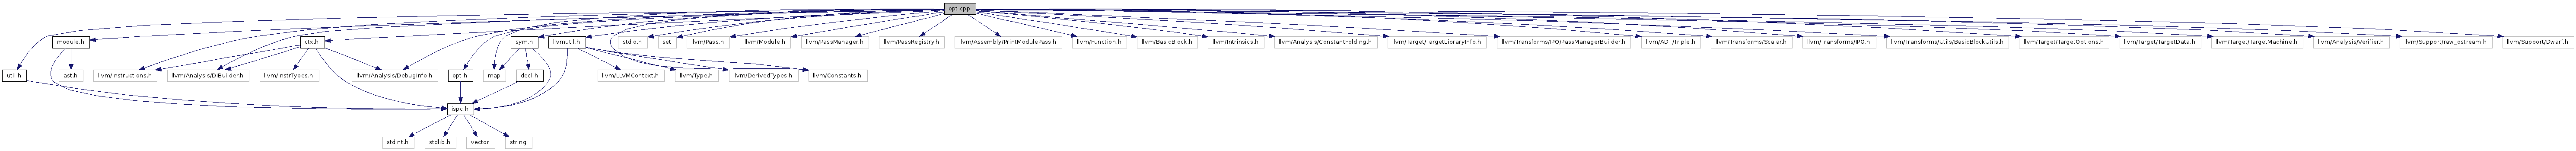 opt.cpp
module.h
ctx.h
sym.h
llvmutil.h
stdio.h
set
llvm/Pass.h
llvm/Module.h
llvm/PassManager.h
llvm/PassRegistry.h
llvm/Assembly/PrintModulePass.h
llvm/Function.h
llvm/BasicBlock.h
llvm/Intrinsics.h
llvm/Analysis/ConstantFolding.h
llvm/Target/TargetLibraryInfo.h
llvm/Transforms/IPO/PassManagerBuilder.h
llvm/ADT/Triple.h
llvm/Transforms/Scalar.h
llvm/Transforms/IPO.h
llvm/Transforms/Utils/BasicBlockUtils.h
llvm/Target/TargetOptions.h
llvm/Target/TargetData.h
llvm/Target/TargetMachine.h
llvm/Analysis/Verifier.h
llvm/Support/raw_ostream.h
llvm/Support/Dwarf.h
util.h
ast.h
llvm/Instructions.h
llvm/Analysis/DIBuilder.h
llvm/InstrTypes.h
llvm/Analysis/DebugInfo.h
opt.h
map
decl.h
llvm/LLVMContext.h
llvm/Type.h
llvm/DerivedTypes.h
llvm/Constants.h
ispc.h
stdint.h
stdlib.h
vector
string